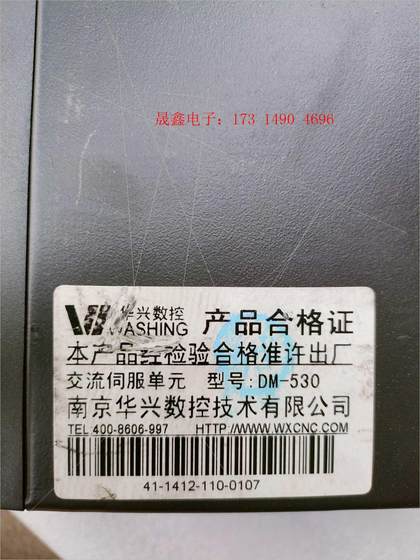 晟鑫电子：173 1490 4696
华兴数控
WASHING
产品合格证
本产品经检验合格准许出厂
交流伺服单元 型号:DM-530
南京华兴数控技术有限公司
TEL 400-8606-997 HTTP://WWW.WXCNC.COM
41-1412-110-0107